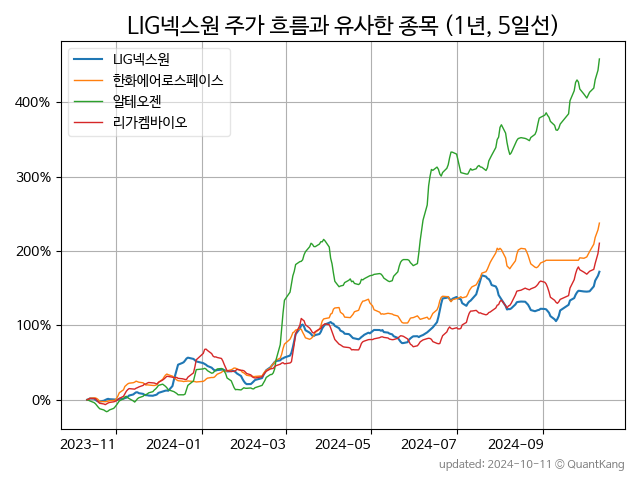 LIG넥스원 주가 흐름과 유사한 종목 (1년, 5일선)
LIG넥스원
한화에어로스페이스
알테오젠
리가켐바이오
400%
300%
200%
100%
0%
2023-11 2024-01 2024-03 2024-05 2024-07 2024-09
updated: 2024-10-11 © QuantKang